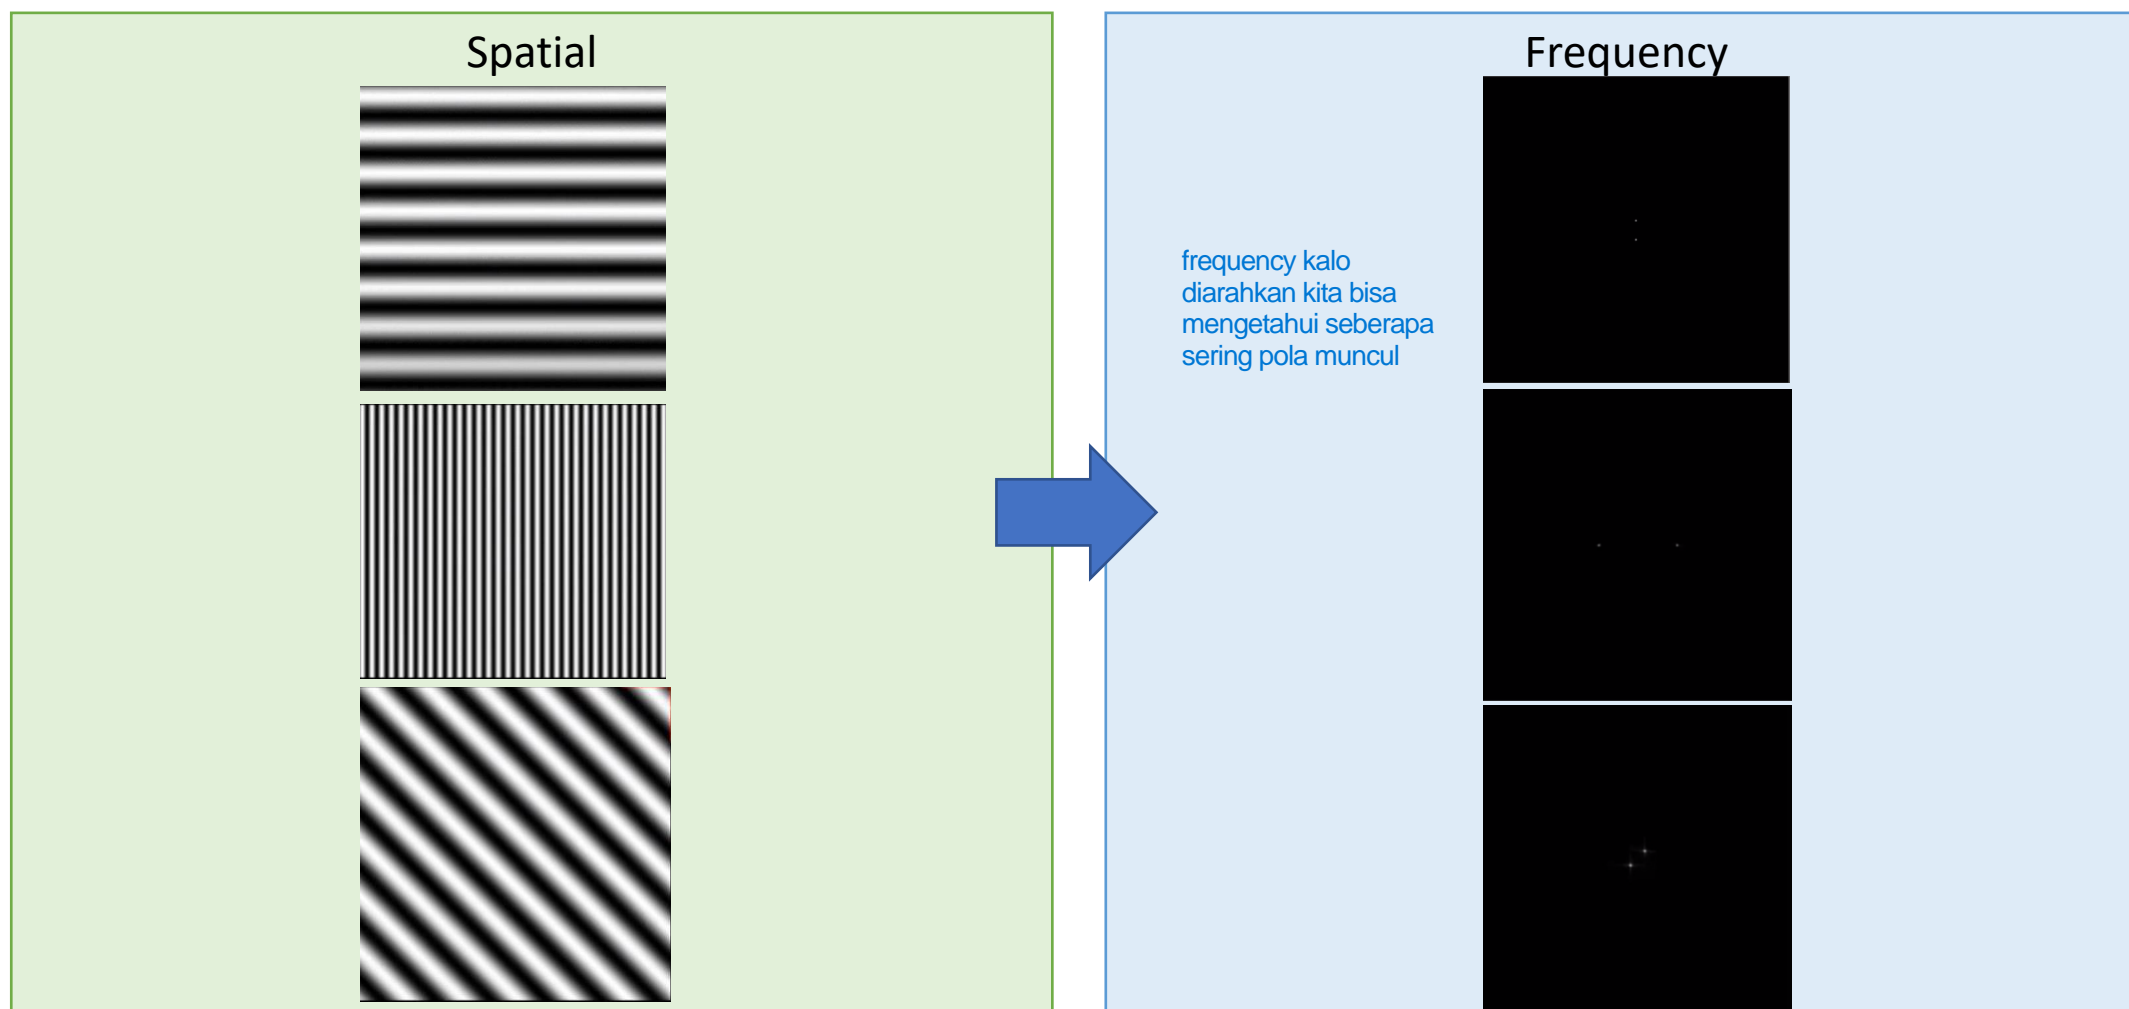 Spatial
Frequency
frequency kalo
diarahkan kita bisa
mengetahui seberapa
sering pola muncul